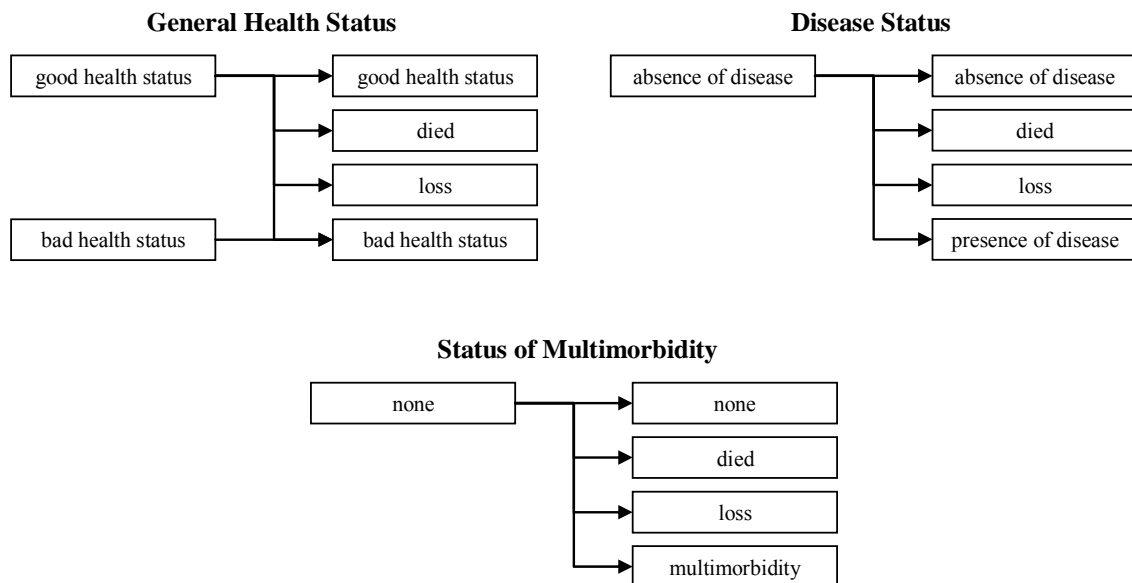 General Health Status
good health status
good health status
died
loss
bad health status
bad health status
Disease Status
absence of disease
absence of disease
died
loss
presence of disease
Status of Multimorbidity
none
none
died
loss
multimorbidity